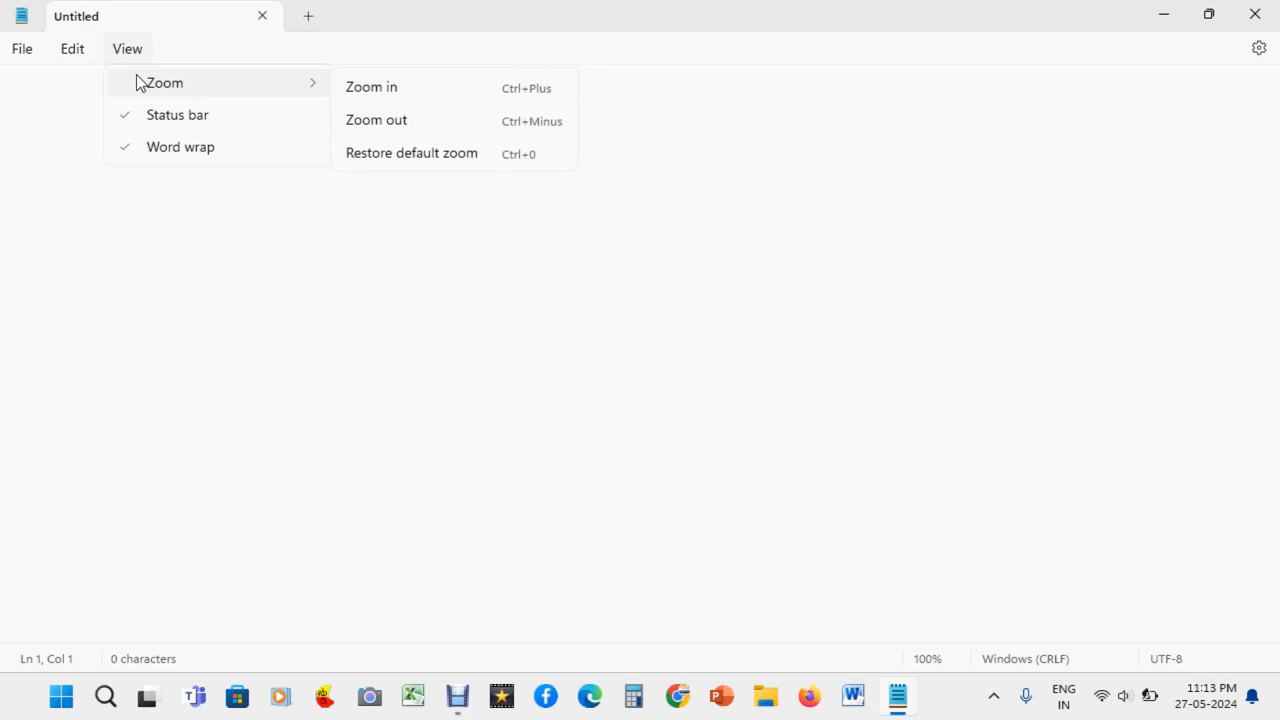 Untitled
File Edit View
Zoom
Status bar
Word wrap
Zoom in Ctrl+Plus
Zoom out Ctrl+Minus
Restore default zoom Ctrl+0
Ln 1, Col 1 0 characters 100% Windows (CRLF) UTF-8
ENG
IN
11:13 PM
27-05-2024